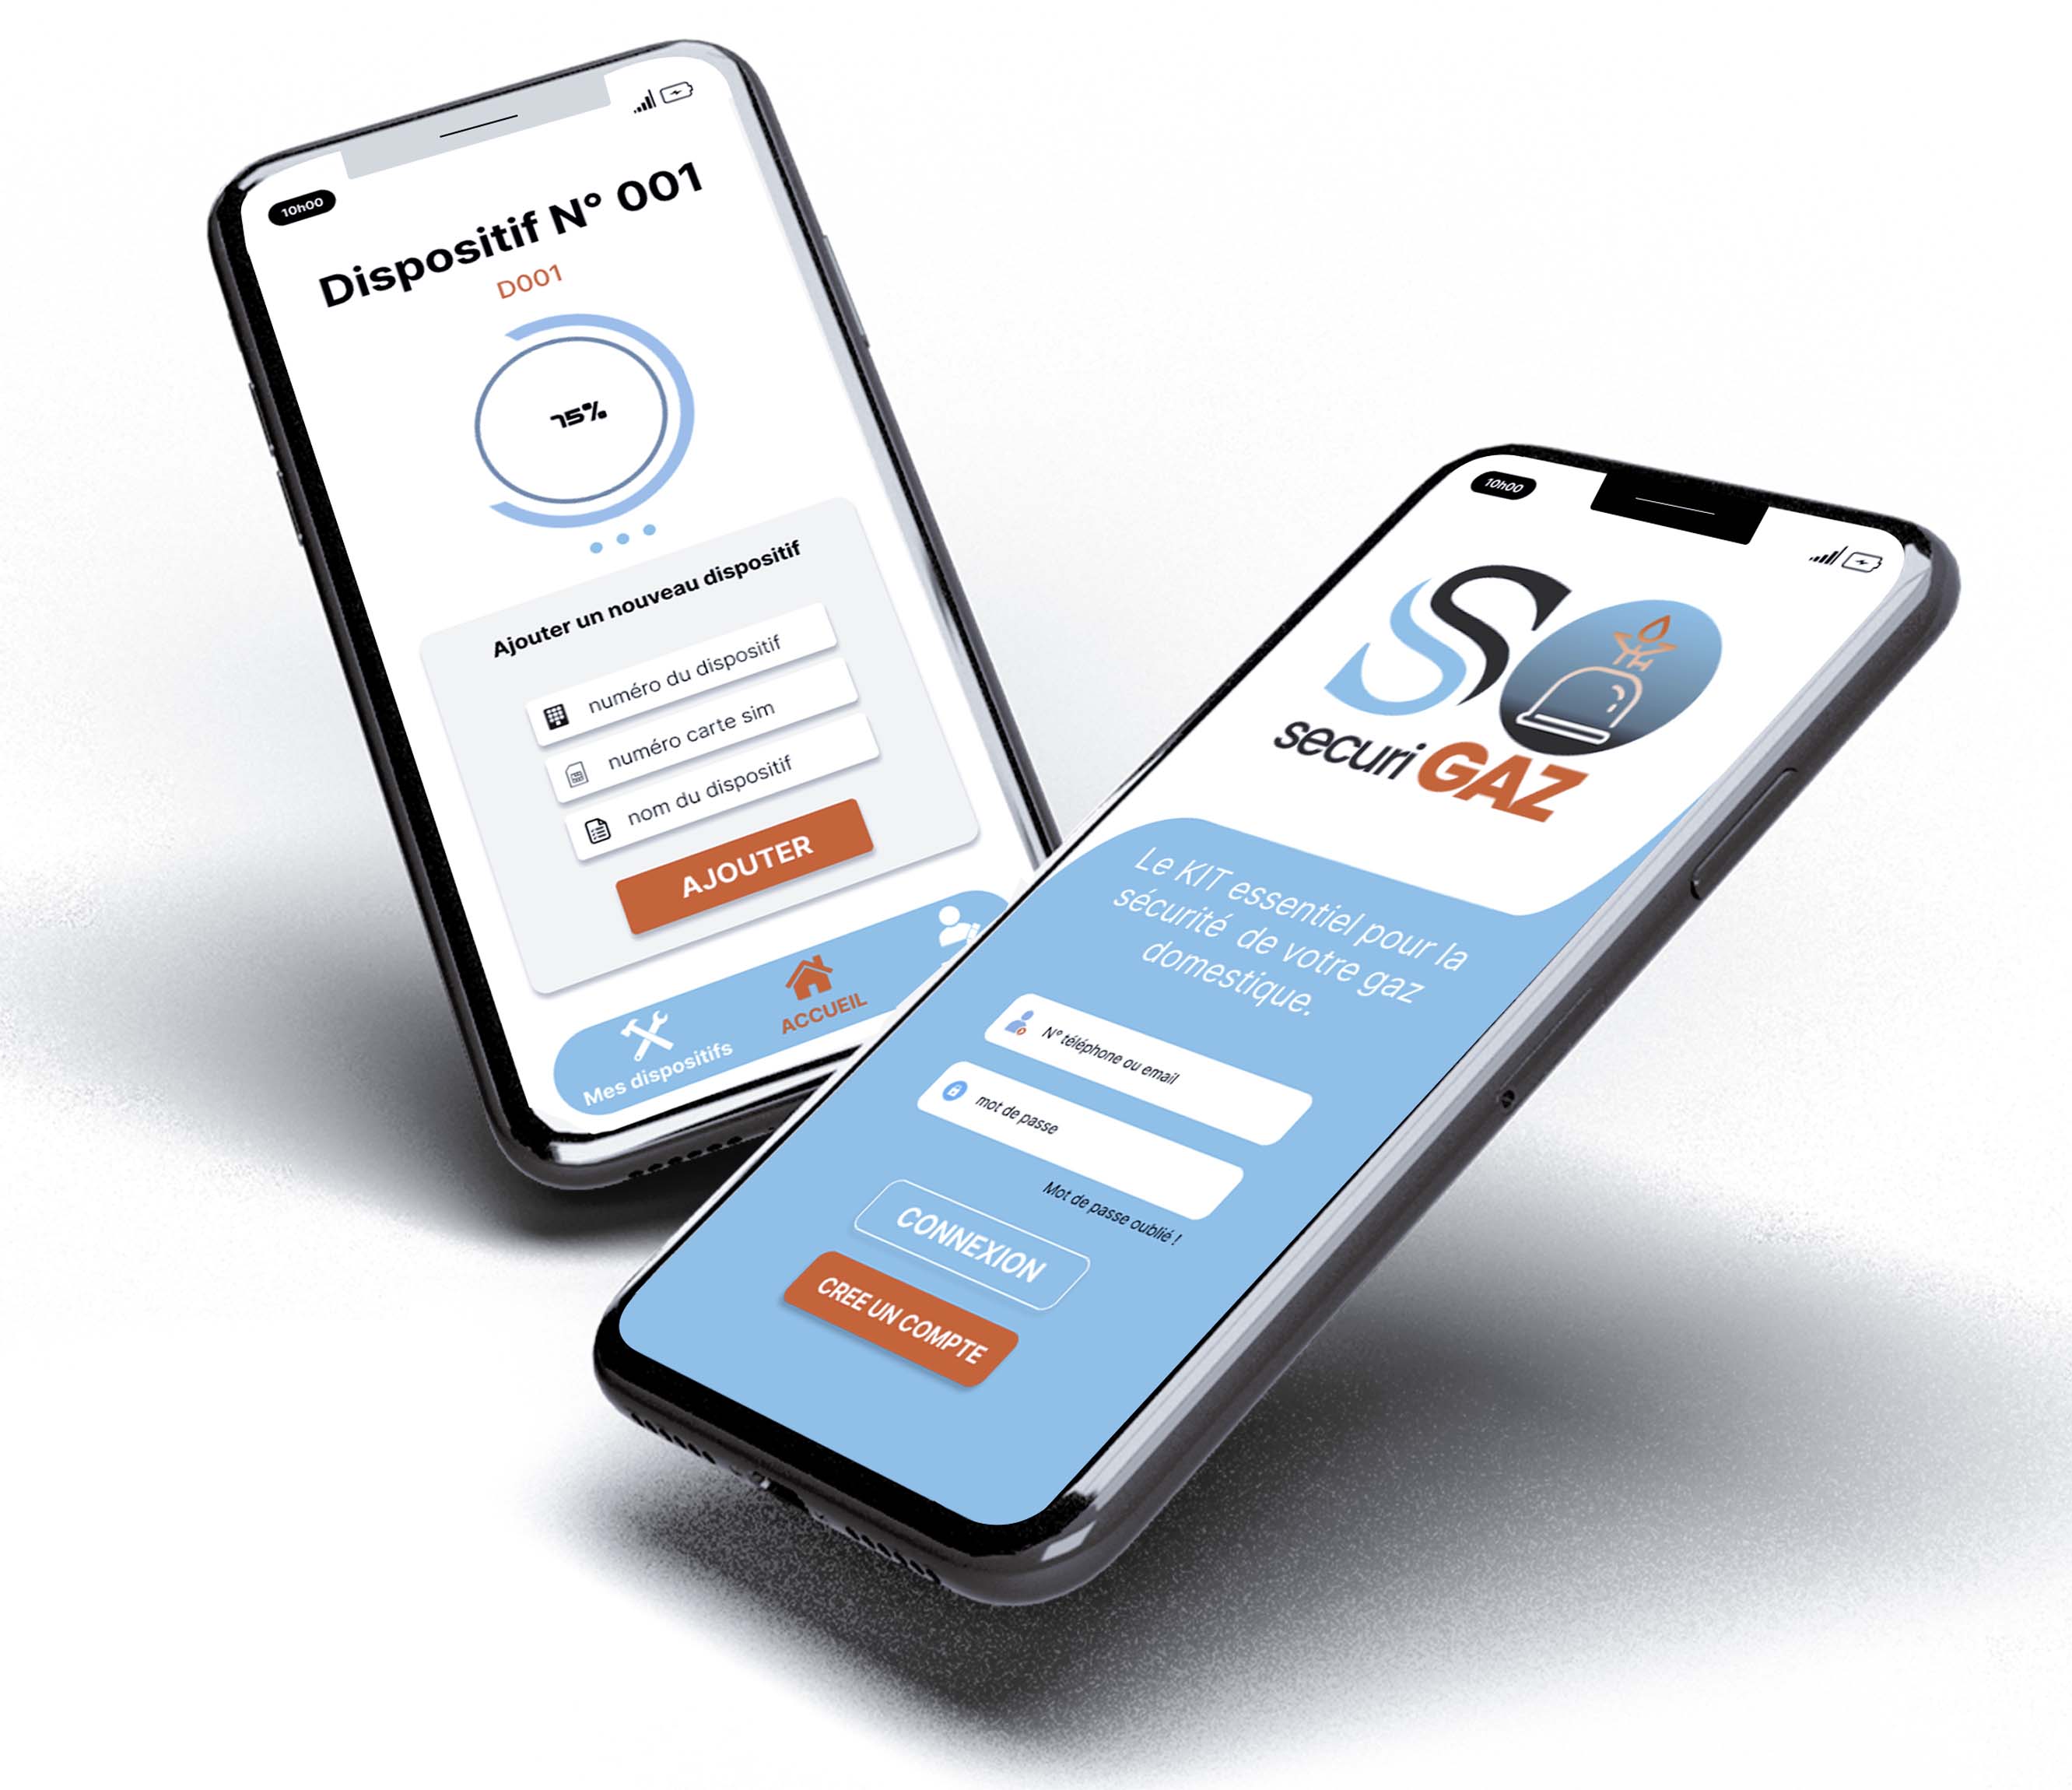 10h00
Dispositif N° 001
D001
75%
Ajouter un nouveau dispositif
numéro du dispositif
numéro carte sim
nom du dispositif
AJOUTER
Mes dispositifs
ACCUEIL
10h00
SO
securiGAZ
Le KIT essentiel pour la
sécurité de votre gaz
domestique.
N° téléphone ou email
mot de passe
Mot de passe oublié !
CONNEXION
CREE UN COMPTE